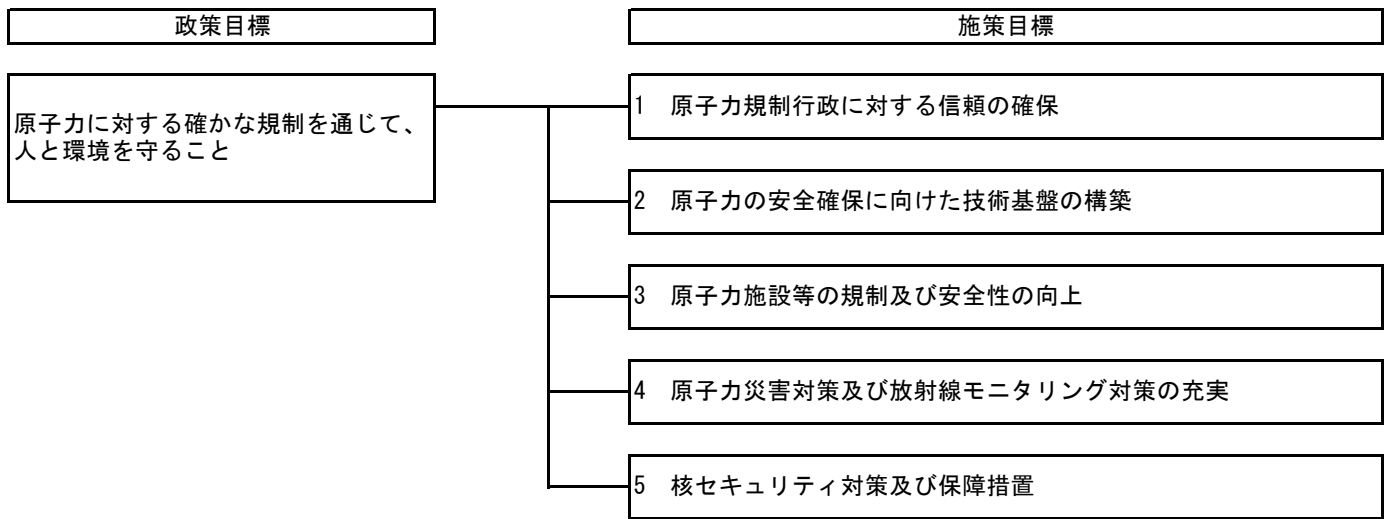 政策目標
施策目標
原子力に対する確かな規制を通じて、
人と環境を守ること
1 原子力規制行政に対する信頼の確保
2 原子力の安全確保に向けた技術基盤の構築
3 原子力施設等の規制及び安全性の向上
4 原子力災害対策及び放射線モニタリング対策の充実
5 核セキュリティ対策及び保障措置